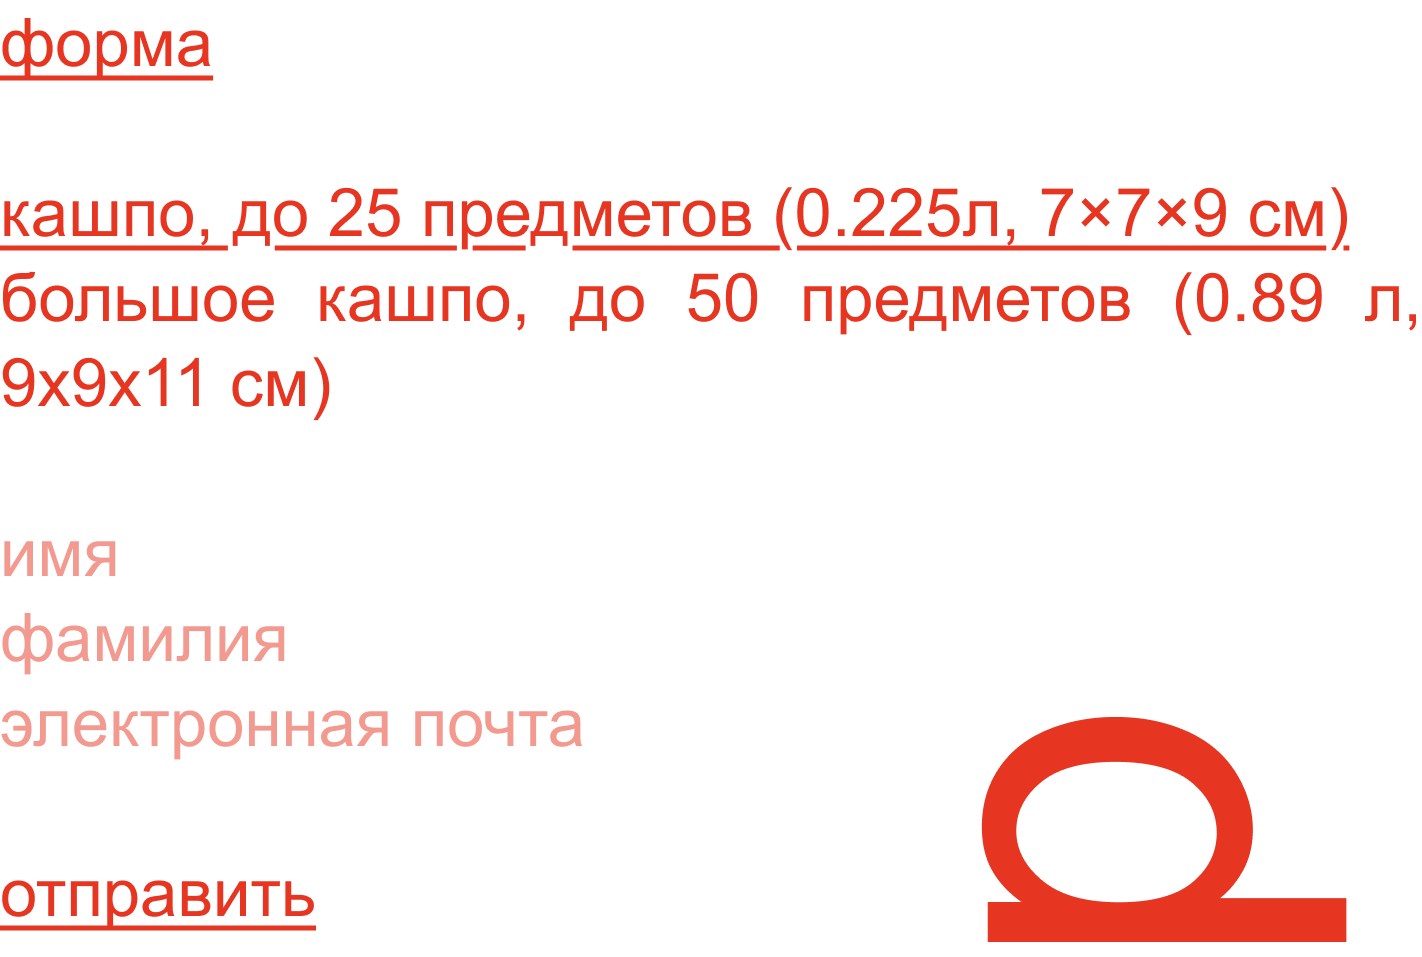 форма
кашпо, до 25 предметов (0.225л, 7×7×9 см)
большое кашпо, до 50 предметов (0.89 л,
9х9х11 см)
имя
фамилия
электронная почта
отправить